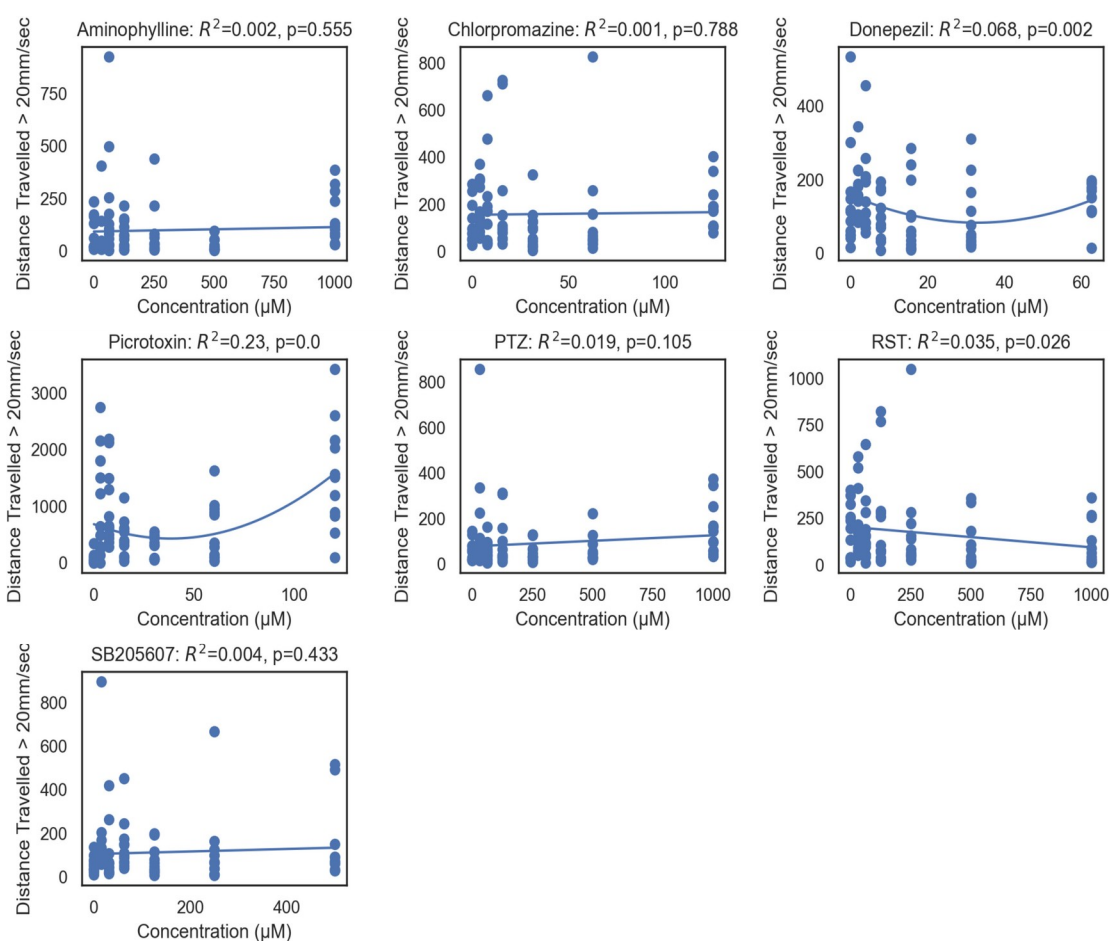 Aminophylline: R²=0.002, p=0.555
Distance Travelled > 20mm/sec
750
500
250
0
0 250 500 750 1000
Concentration (µM)
Chlorpromazine: R²=0.001, p=0.788
Distance Travelled > 20mm/sec
800
600
400
200
0
0 50 100
Concentration (µM)
Donepezil: R²=0.068, p=0.002
Distance Travelled > 20mm/sec
400
200
0
0 20 40 60
Concentration (µM)
Picrotoxin: R²=0.23, p=0.0
Distance Travelled > 20mm/sec
3000
2000
1000
0
0 50 100
Concentration (µM)
PTZ: R²=0.019, p=0.105
Distance Travelled > 20mm/sec
800
600
400
200
0
0 250 500 750 1000
Concentration (µM)
RST: R²=0.035, p=0.026
Distance Travelled > 20mm/sec
1000
750
500
250
0
0 250 500 750 1000
Concentration (µM)
SB205607: R²=0.004, p=0.433
Distance Travelled > 20mm/sec
800
600
400
200
0
0 200 400
Concentration (µM)